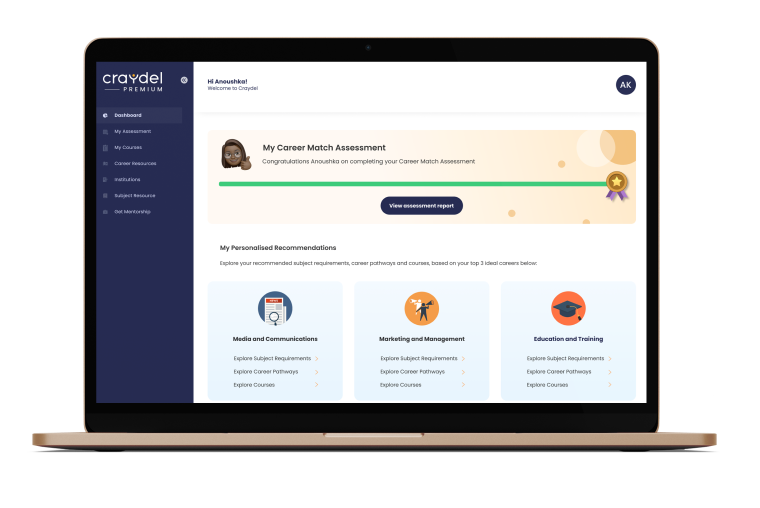 craydel
PREMIUM
Dashboard
My Assessment
My Courses
Career Resources
Institutions
Subject Resource
Get Mentorship
Hi Anoushka!
Welcome to Craydel
AK
My Career Match Assessment
Congratulations Anoushka on completing your Career Match Assessment
View assessment report
My Personalised Recommendations
Explore your recommended subject requirements, career pathways and courses, based on your top 3 ideal careers below:
Media and Communications
Explore Subject Requirements
Explore Career Pathways
Explore Courses
Marketing and Management
Explore Subject Requirements
Explore Career Pathways
Explore Courses
Education and Training
Explore Subject Requirements
Explore Career Pathways
Explore Courses